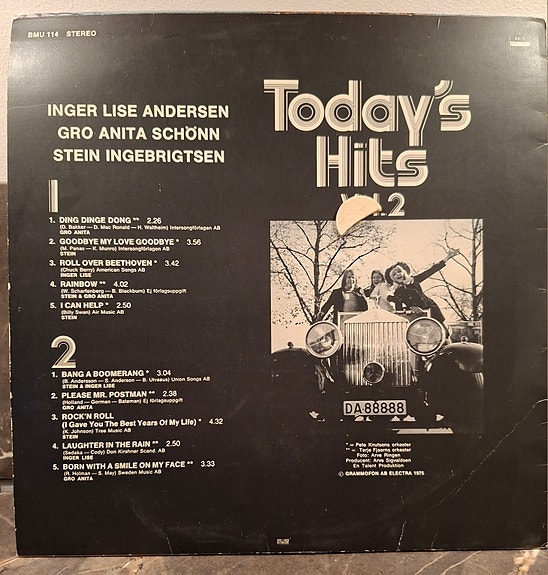 BMU 114 STEREO
INGER LISE ANDERSEN
GRO ANITA SCHÖNN
STEIN INGEBRIGTSEN
Today's
Hits
2
1
1. DING DINGE DONG ** 2.26
(D. Bakker — D. Mac Ronald — H. Waltheim) Intersongförlagen AB
GRO ANITA
2. GOODBYE MY LOVE GOODBYE * 3.56
(M. Panas — K. Munro) Intersongförlagen AB
STEIN
3. ROLL OVER BEETHOVEN * 3.42
(Chuck Berry) American Songs AB
INGER LISE
4. RAINBOW ** 4.02
(W. Scharfenberg — B. Blackburn) Ej förlagsuppgift
STEIN & GRO ANITA
5. I CAN HELP * 2.50
(Billy Swan) Air Music AB
STEIN
2
1. BANG A BOOMERANG * 3.04
(B. Andersson — S. Anderson — B. Ulvaeus) Union Songs AB
STEIN & INGER LISE
2. PLEASE MR. POSTMAN ** 2.38
(Holland — Gorman — Bateman) Ej förlagsuppgift
GRO ANITA
3. ROCK'N ROLL
(I Gave You The Best Years Of My Life) * 4.32
(K. Johnson) Tree Music AB
STEIN
4. LAUGHTER IN THE RAIN ** 2.50
(Sedaka — Cody) Don Kirshner Scand. AB
INGER LISE
5. BORN WITH A SMILE ON MY FACE ** 3.33
(R. Holman — S. May) Sweden Music AB
GRO ANITA
DA 88888
* = Pete Knutsens orkester
** = Terje Fjærns orkester
Foto: Arve Ringen
Producent: Arve Sigvaldsen
En Talent Produktion
© GRAMMOFON AB ELECTRA 1975